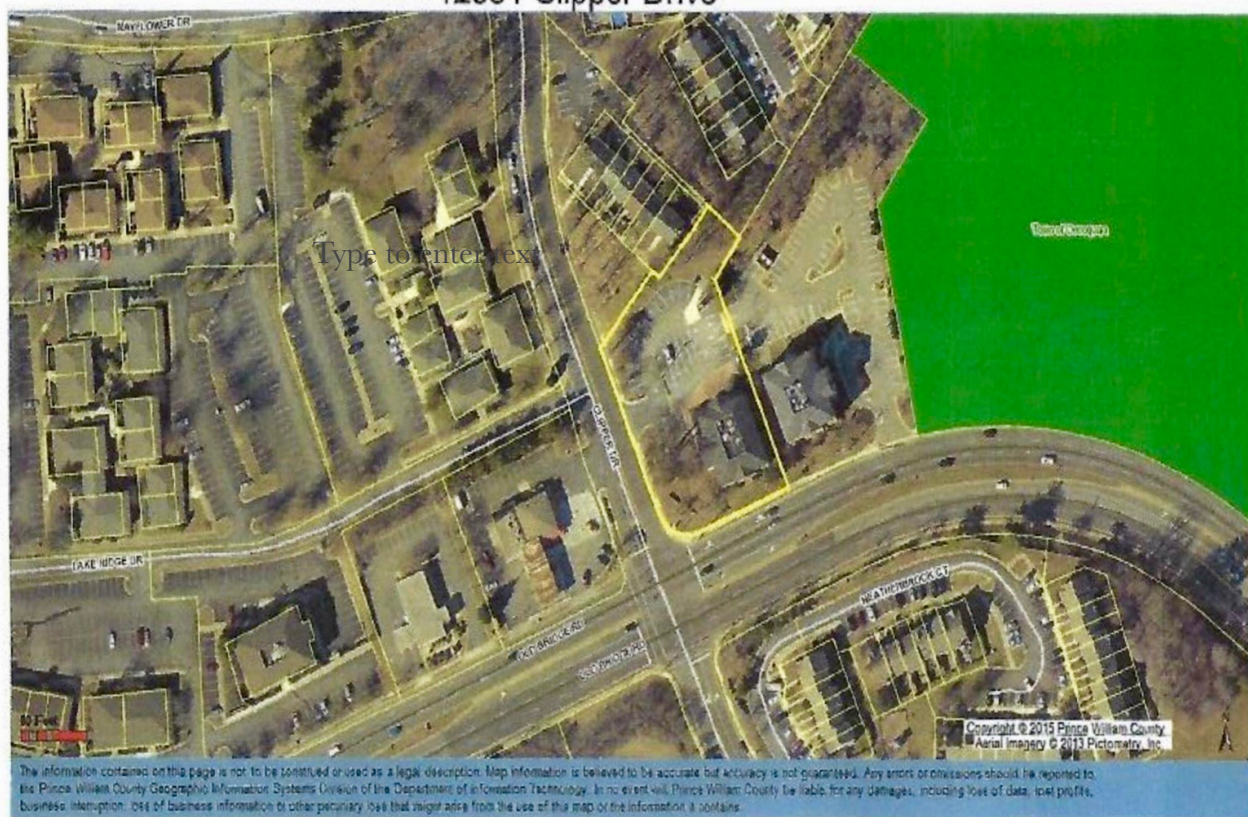 MAYFLOWER DR
Type to enter text
Town of Occoquan
CLIPPER DR
LAKE RIDGE DR
HEATHERBROOK CT
OLD BRIDGE RD
OLD BRIDGE RD
80 Feet
Copyright © 2015 Prince William County
Aerial Imagery © 2013 Pictometry, Inc.
The information contained on this page is not to be construed or used as a legal description. Map information is believed to be accurate but accuracy is not guaranteed. Any errors or omissions should be reported to
the Prince William County Geographic Information Systems Division of the Department of Information Technology. In no event will Prince William County be liable for any damages, including loss of data, lost profits,
business interruption, loss of business information or other pecuniary loss that might arise from the use of this map or the information it contains.